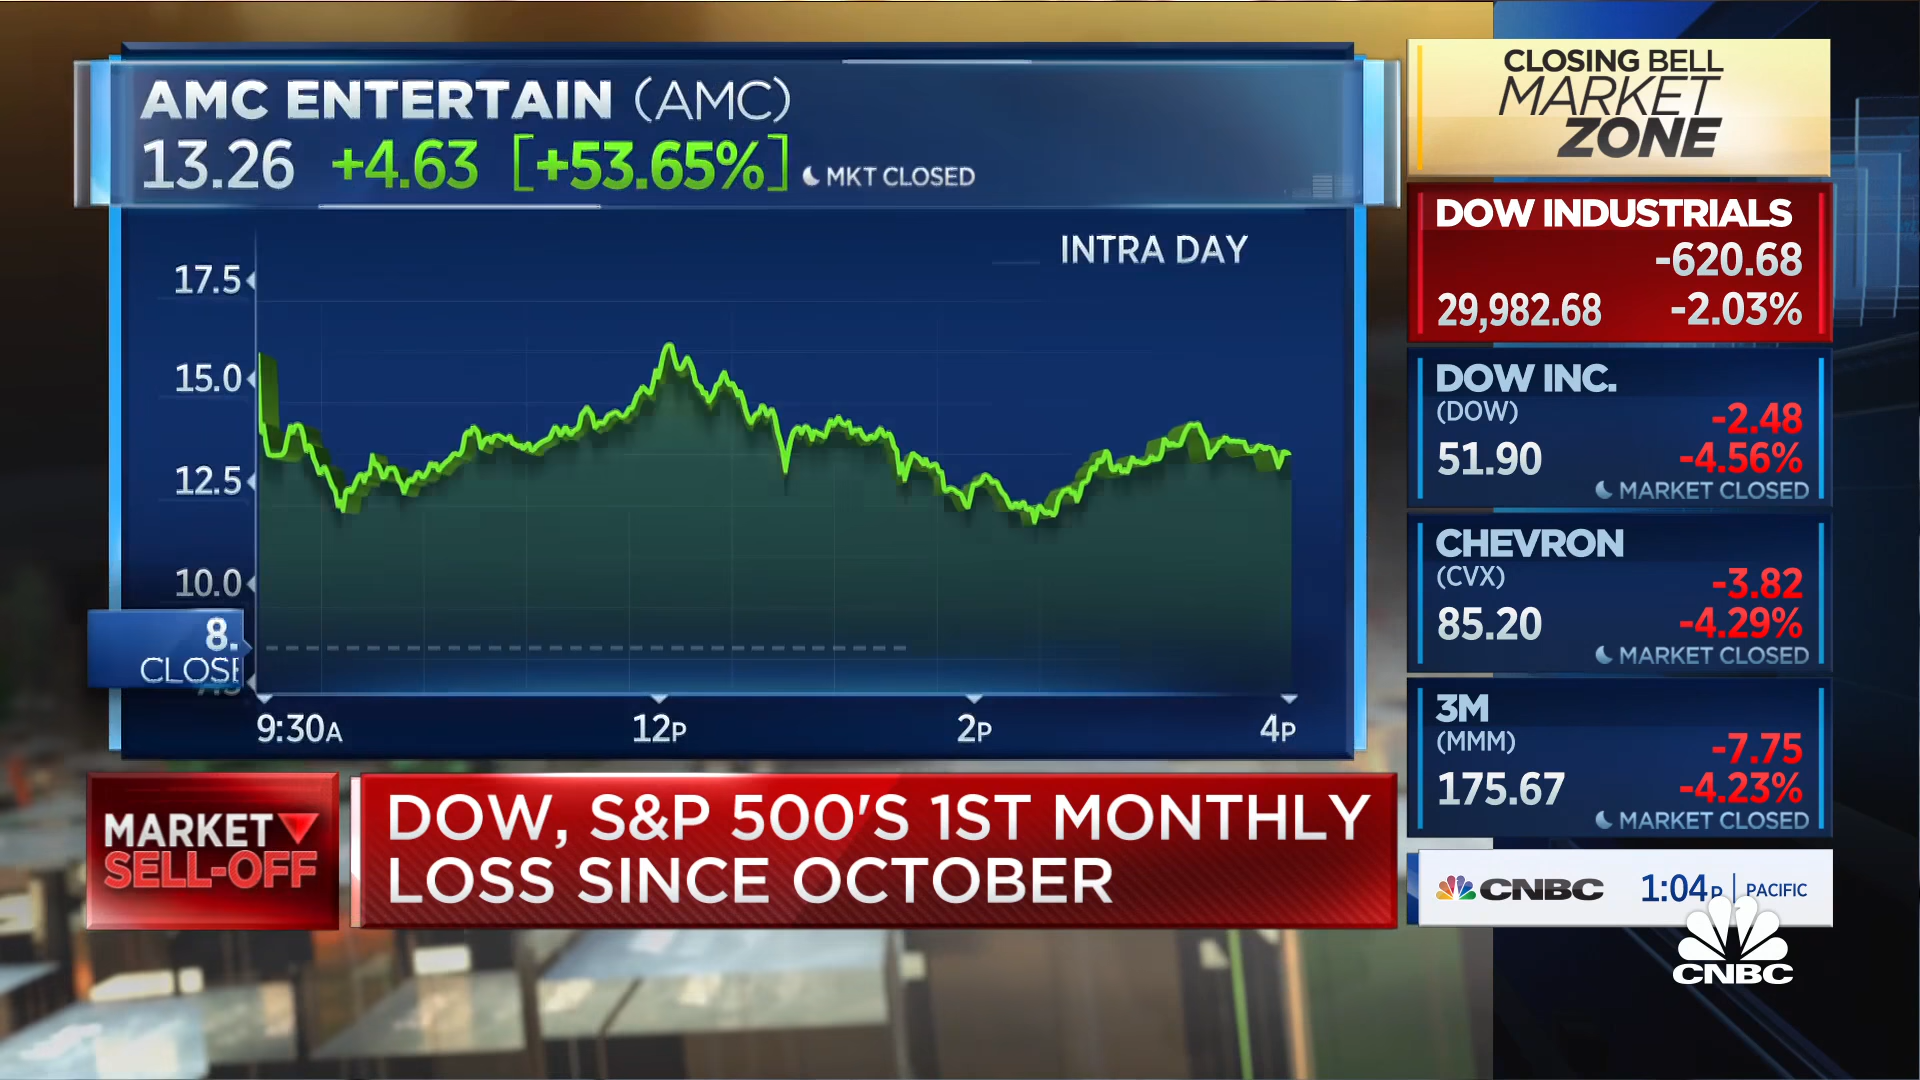 AMC ENTERTAIN (AMC)
13.26 +4.63 [+53.65%] MKT CLOSED
INTRA DAY
17.5
15.0
12.5
10.0
8.
CLOSE
9:30A 12P 2P 4P
MARKET
SELL-OFF
DOW, S&P 500'S 1ST MONTHLY
LOSS SINCE OCTOBER
CLOSING BELL
MARKET
ZONE
DOW INDUSTRIALS
-620.68
29,982.68 -2.03%
DOW INC.
(DOW) -2.48
51.90 -4.56%
MARKET CLOSED
CHEVRON
(CVX) -3.82
85.20 -4.29%
MARKET CLOSED
3M
(MMM) -7.75
175.67 -4.23%
MARKET CLOSED
CNBC 1:04P PACIFIC
CNBC